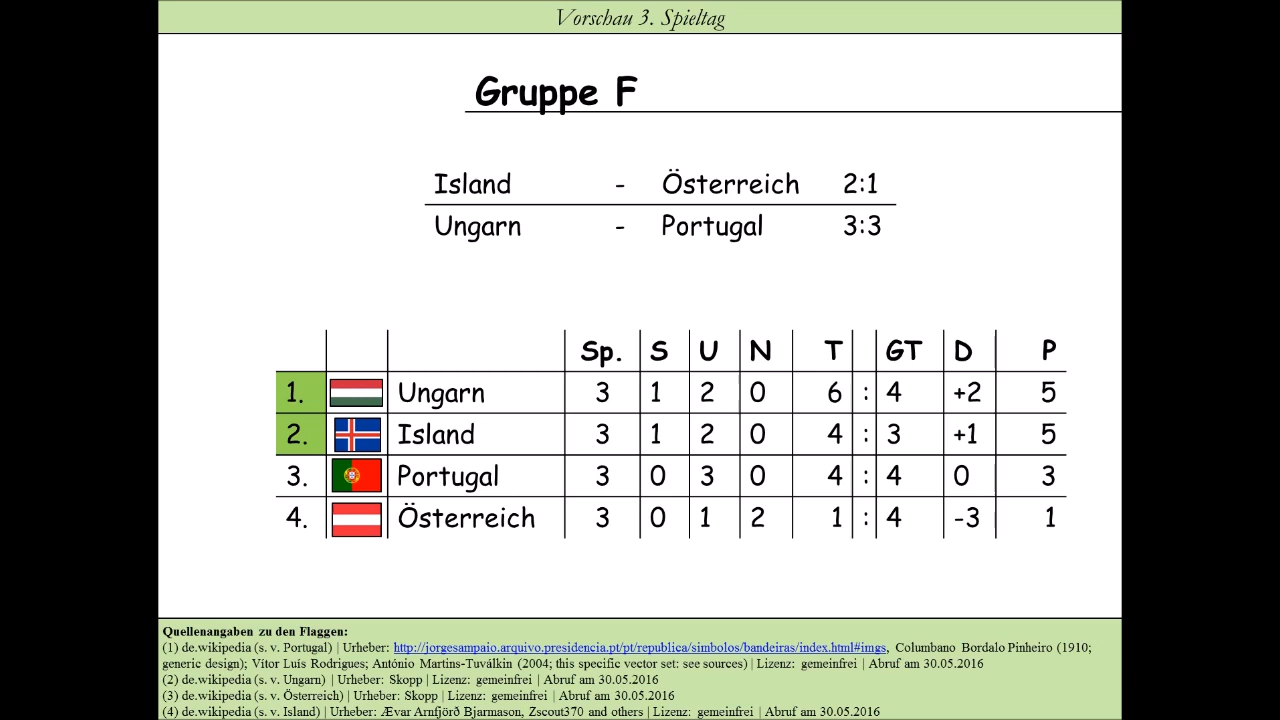 Vorschau 3. Spieltag
Gruppe F
Island - Österreich 2:1
Ungarn - Portugal 3:3
Sp. S U N T GT D P
1. Ungarn 3 1 2 0 6 : 4 +2 5
2. Island 3 1 2 0 4 : 3 +1 5
3. Portugal 3 0 3 0 4 : 4 0 3
4. Österreich 3 0 1 2 1 : 4 -3 1
Quellenangaben zu den Flaggen:
(1) de.wikipedia (s. v. Portugal) | Urheber: http://jorgesampaio.arquivo.presidencia.pt/pt/republica/simbolos/bandeiras/index.html#imgs, Columbano Bordalo Pinheiro (1910;
generic design); Vítor Luís Rodrigues; António Martins-Tuválkin (2004; this specific vector set: see sources) | Lizenz: gemeinfrei | Abruf am 30.05.2016
(2) de.wikipedia (s. v. Ungarn) | Urheber: Skopp | Lizenz: gemeinfrei | Abruf am 30.05.2016
(3) de.wikipedia (s. v. Österreich) | Urheber: Skopp | Lizenz: gemeinfrei | Abruf am 30.05.2016
(4) de.wikipedia (s. v. Island) | Urheber: Ævar Arnfjörð Bjarmason, Zscout370 and others | Lizenz: gemeinfrei | Abruf am 30.05.2016